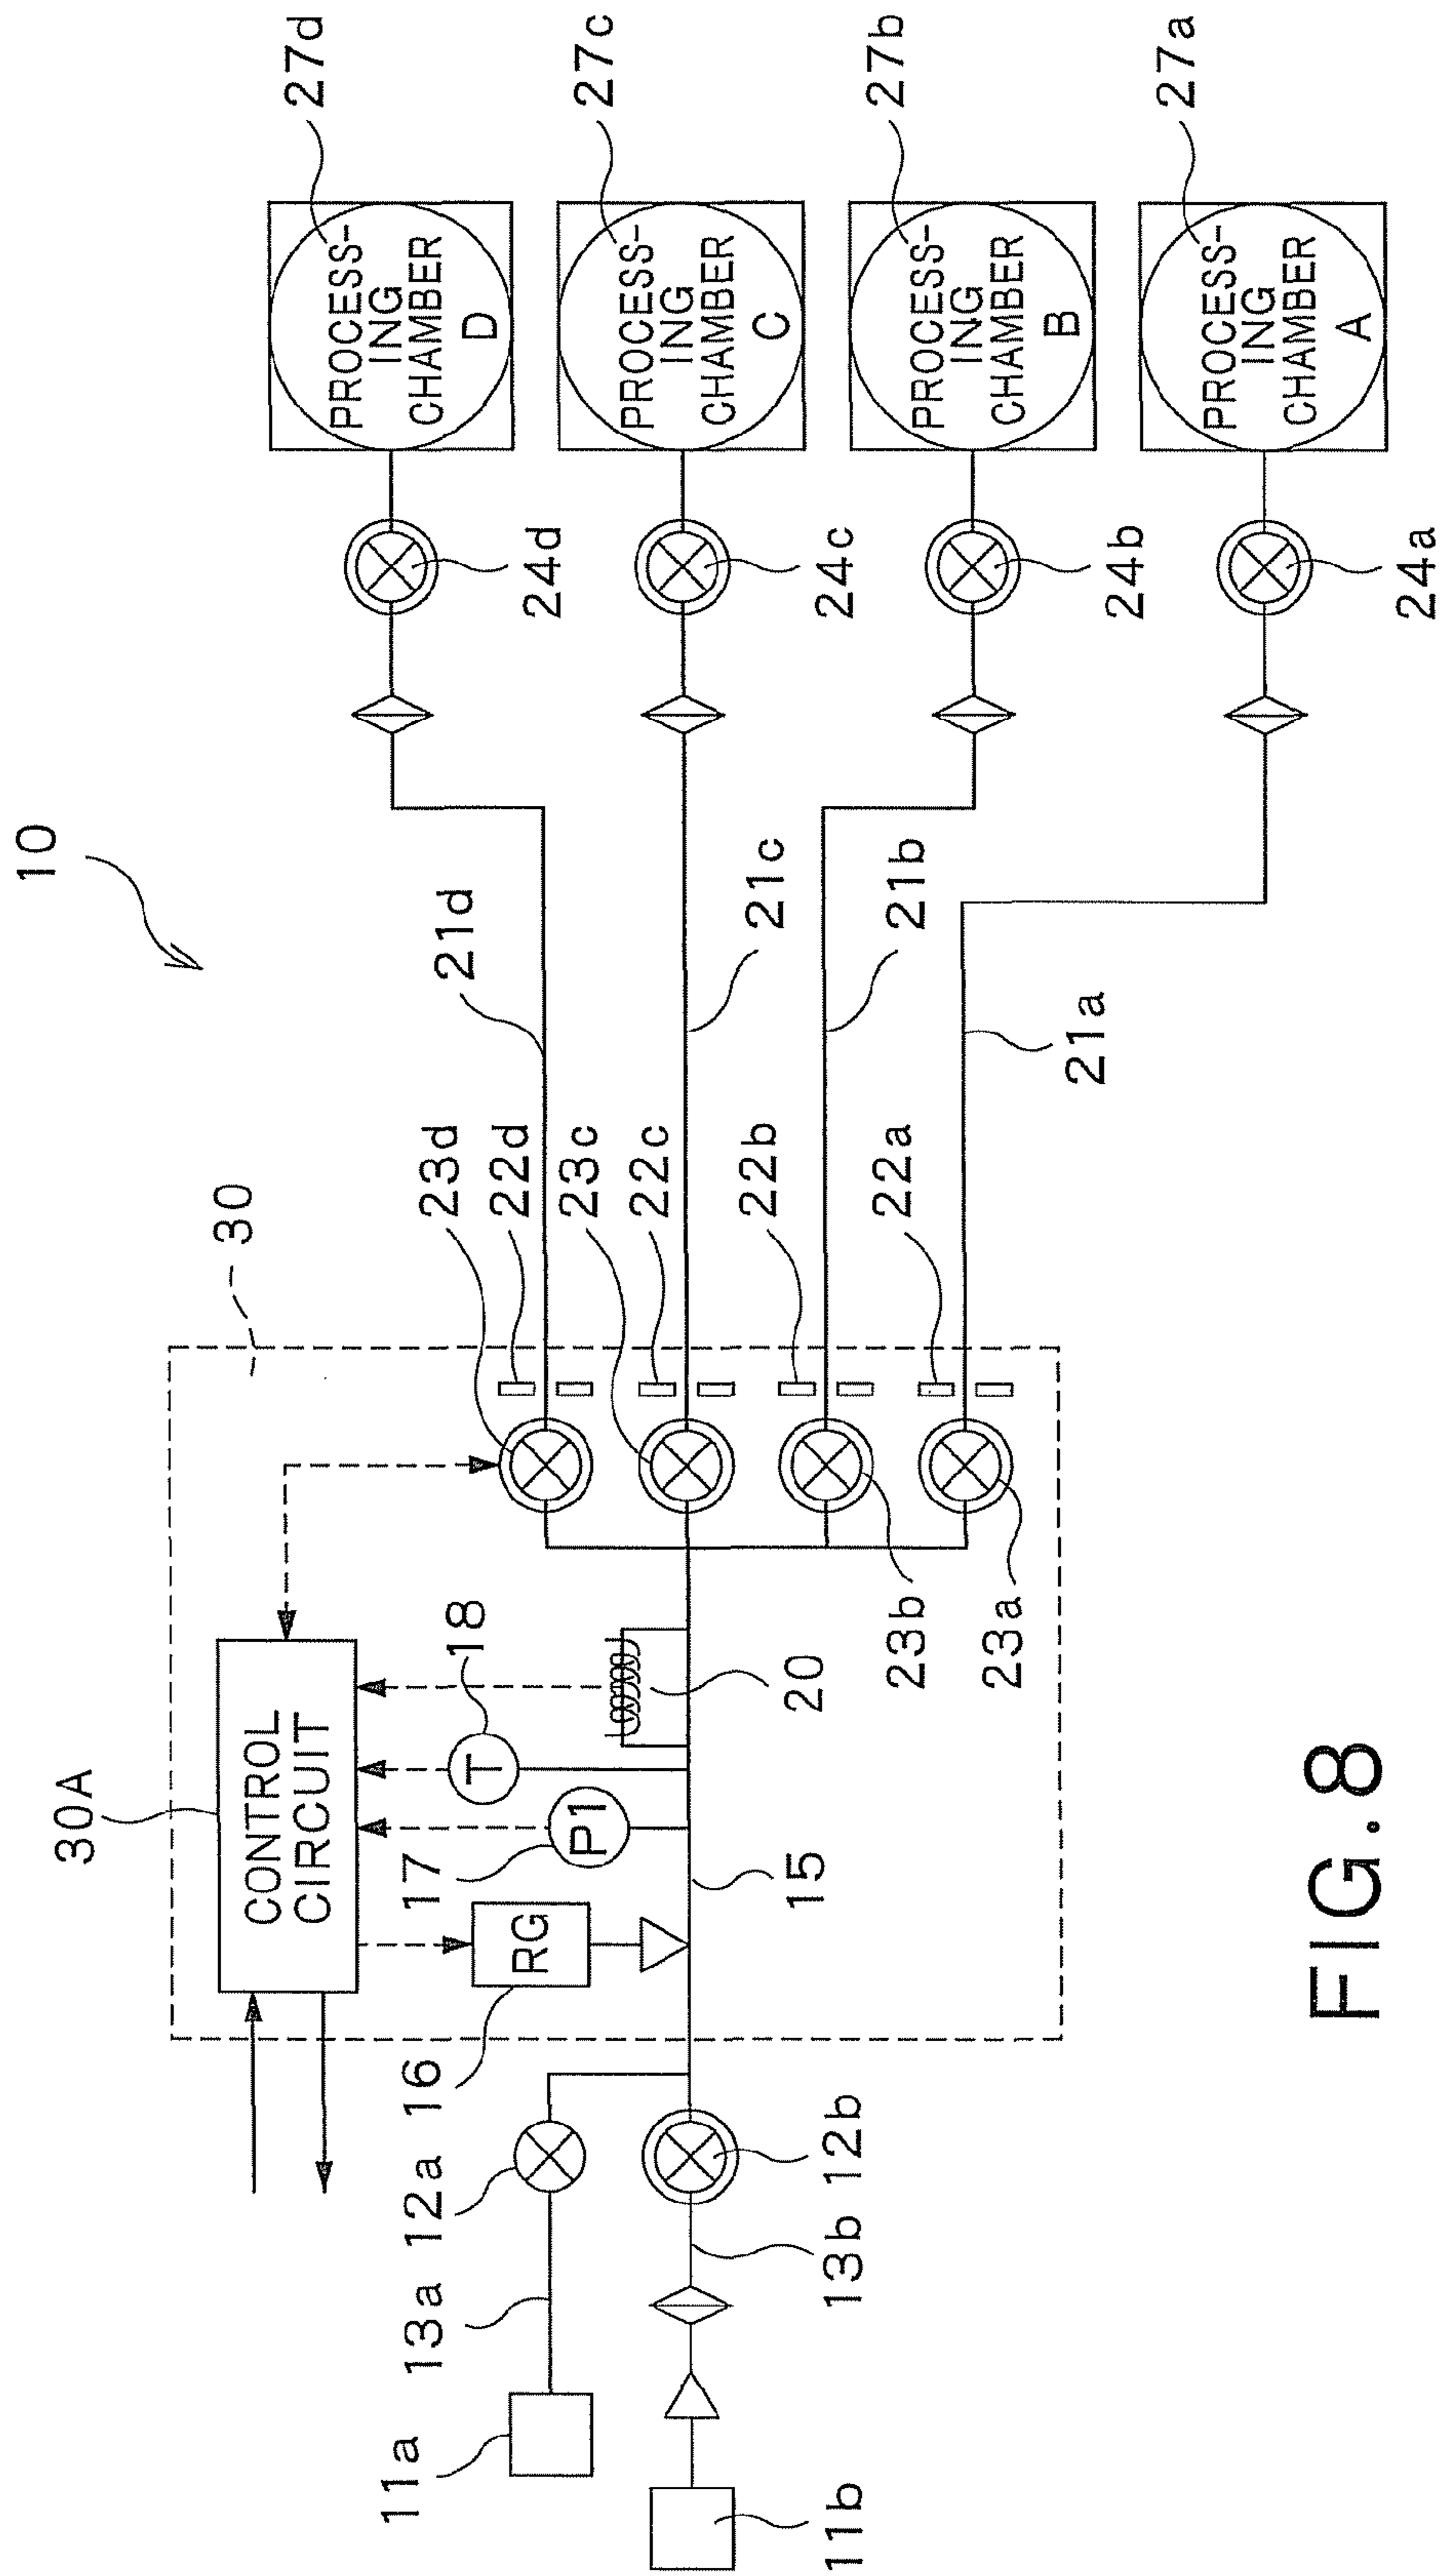 10
27d
PROCESS-
ING
CHAMBER
D
27c
PROCESS-
ING
CHAMBER
C
27b
PROCESS-
ING
CHAMBER
B
27a
PROCESS-
ING
CHAMBER
A
24d
24c
24b
24a
21d
21c
21b
21a
30
23d
22d
23c
22c
22b
22a
23b
23a
30A
CONTROL
CIRCUIT
18
T
20
17
P1
15
RG
16
12a
12b
13a
13b
11a
11b
FIG.8